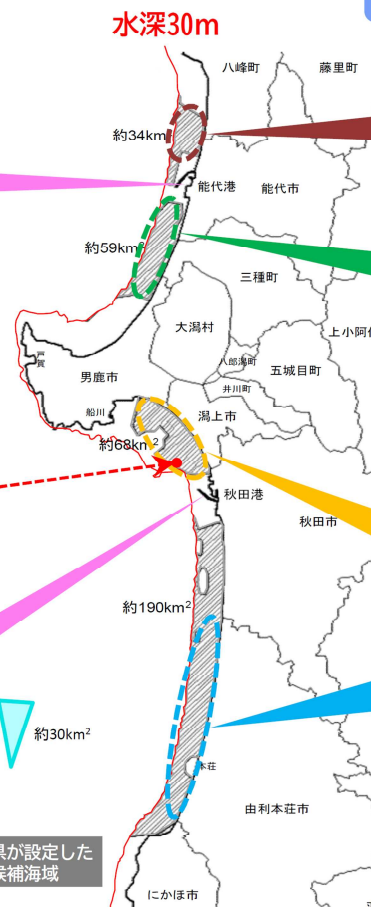 水深30m
八峰町
藤里町
約34km
能代港
能代市
約59km²
三種町
大潟村
八郎潟町
五城目町
井川町
戸賀
男鹿市
船川
潟上市
約68km²
秋田港
秋田市
約190km²
約30km²
本荘
由利本荘市
県が設定した
候補海域
にかほ市